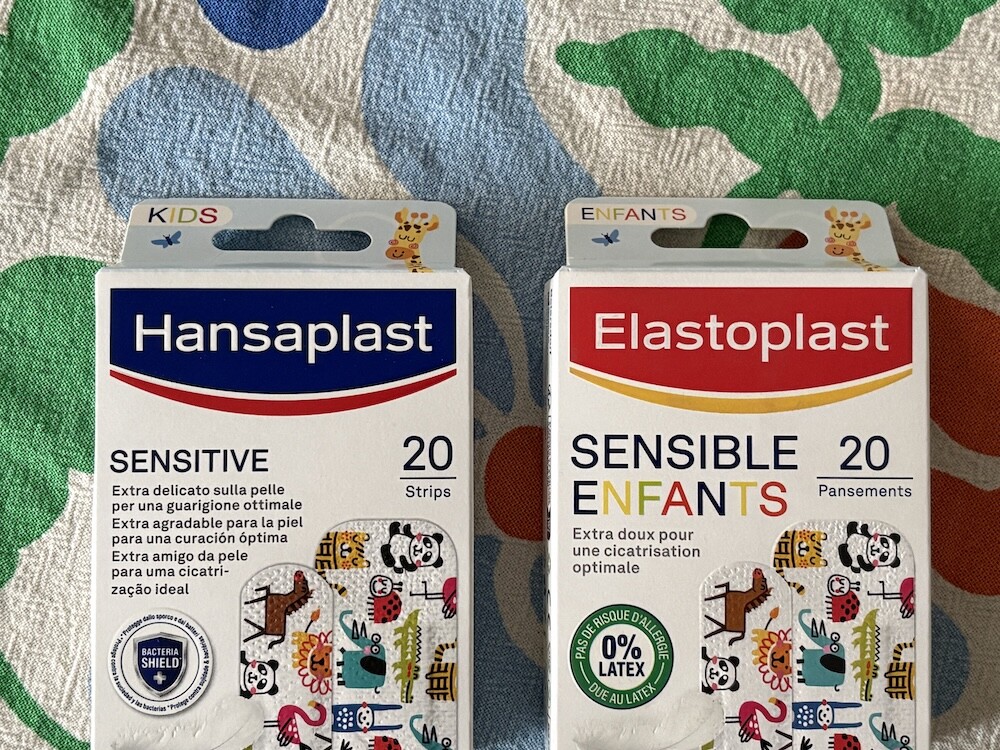 KIDS
Hansaplast
SENSITIVE
20
Strips
Extra delicato sulla pelle
per una guarigione ottimale
Extra agradable para la piel
para una curación óptima
Extra amigo da pele
para uma cicatri-
zação ideal
BACTERIA
SHIELD
ENFANTS
Elastoplast
SENSIBLE
ENFANTS
20
Pansements
Extra doux pour
une cicatrisation
optimale
PAS DE RISQUE D'ALLERGIE
0%
LATEX
DUE AU LATEX